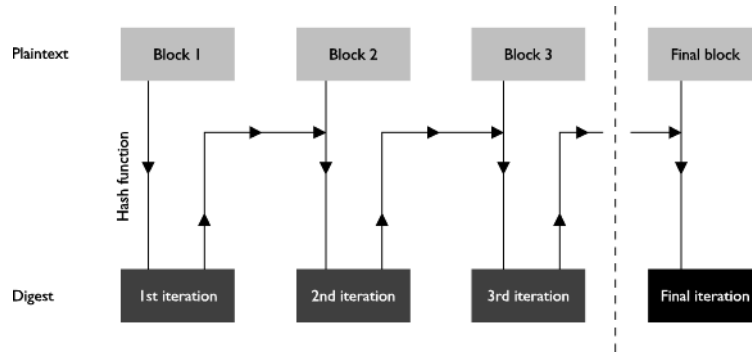 Plaintext
Block 1
Block 2
Block 3
Final block
Hash function
Digest
1st iteration
2nd iteration
3rd iteration
Final iteration